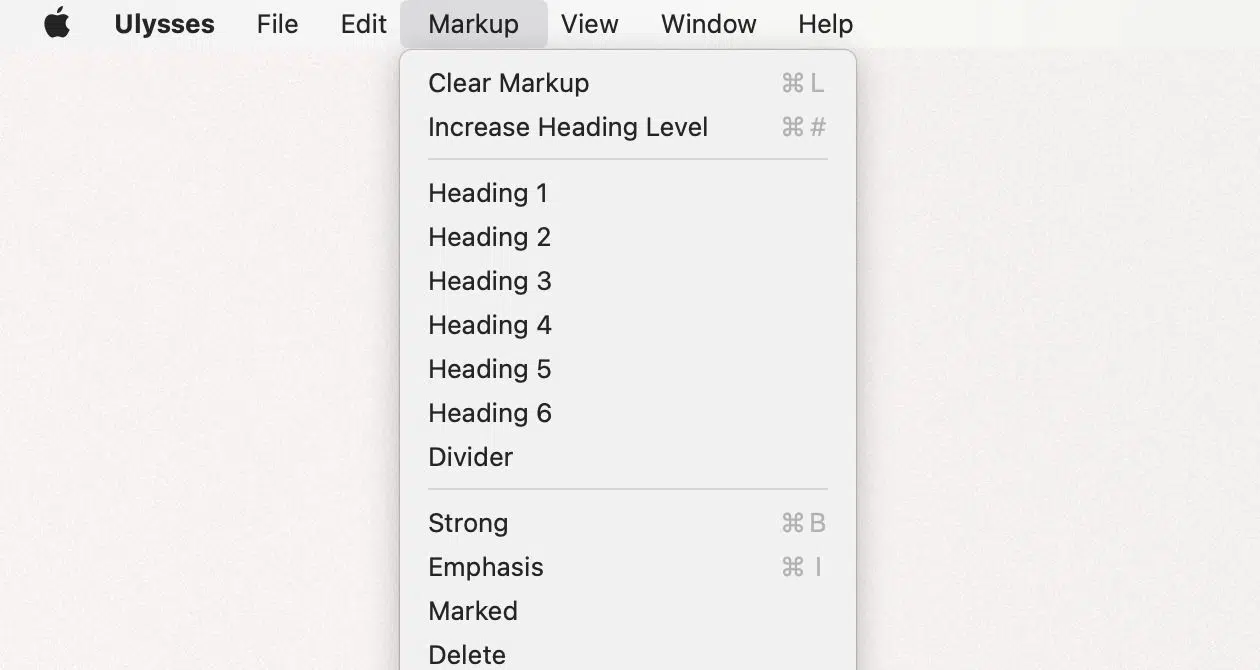 Ulysses File Edit Markup View Window Help
Clear Markup ⌘ L
Increase Heading Level ⌘ #
Heading 1
Heading 2
Heading 3
Heading 4
Heading 5
Heading 6
Divider
Strong ⌘ B
Emphasis ⌘ I
Marked
Delete